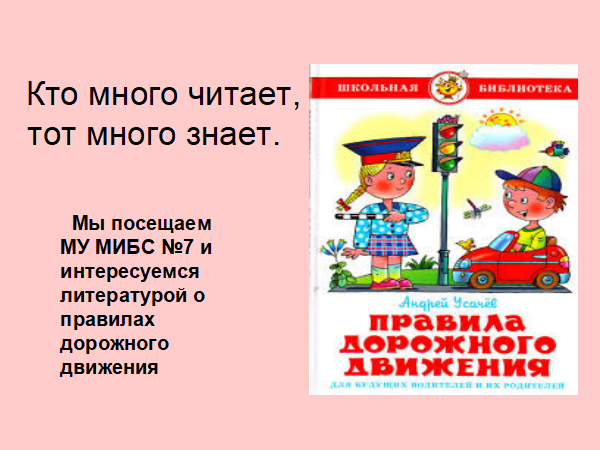 Кто много читает,
тот много знает.
Мы посещаем
МУ МИБС №7 и
интересуемся
литературой о
правилах
дорожного
движения
ШКОЛЬНАЯ БИБЛИОТЕКА
Андрей Усачёв
ПРАВИЛА
ДОРОЖНОГО
ДВИЖЕНИЯ
ДЛЯ БУДУЩИХ ВОДИТЕЛЕЙ И ИХ РОДИТЕЛЕЙ